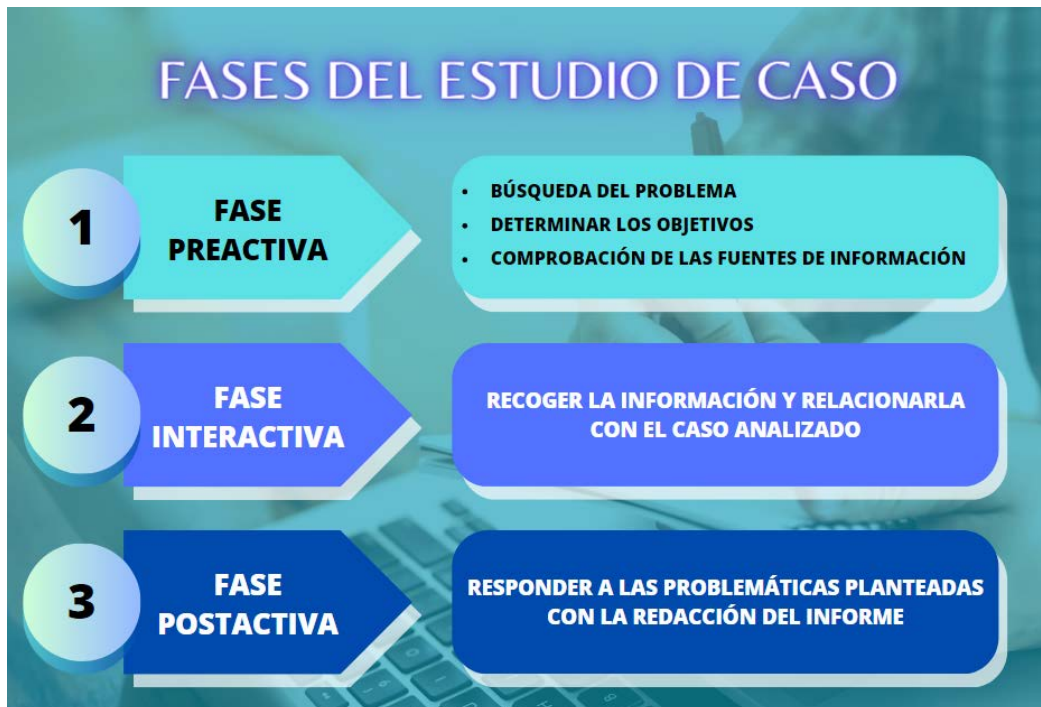 FASES DEL ESTUDIO DE CASO
1
FASE
PREACTIVA
• BÚSQUEDA DEL PROBLEMA
• DETERMINAR LOS OBJETIVOS
• COMPROBACIÓN DE LAS FUENTES DE INFORMACIÓN
2
FASE
INTERACTIVA
RECOGER LA INFORMACIÓN Y RELACIONARLA
CON EL CASO ANALIZADO
3
FASE
POSTACTIVA
RESPONDER A LAS PROBLEMÁTICAS PLANTEADAS
CON LA REDACCIÓN DEL INFORME